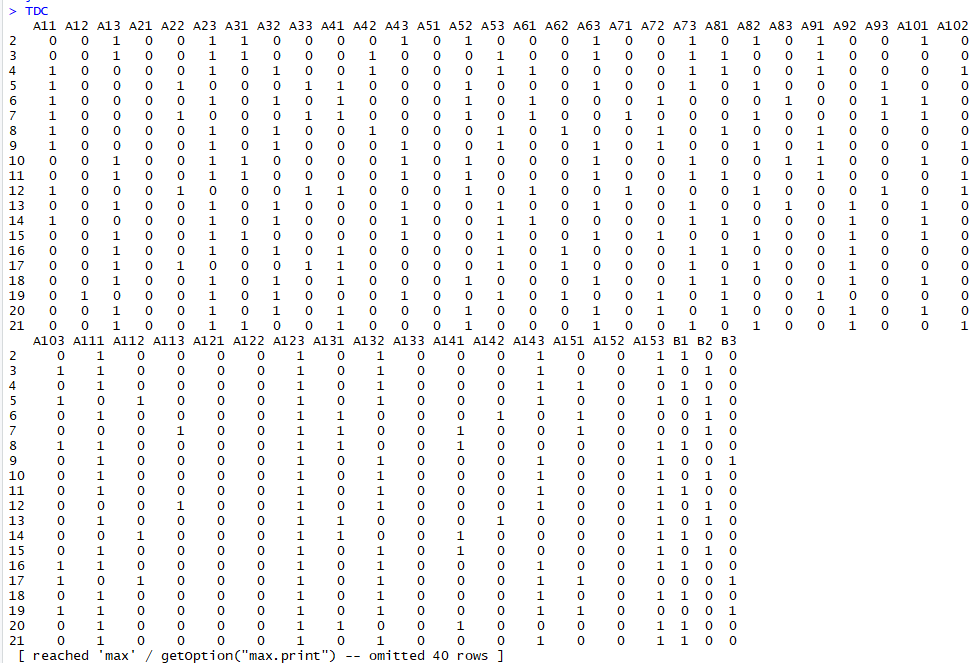 > TDC
A11 A12 A13 A21 A22 A23 A31 A32 A33 A41 A42 A43 A51 A52 A53 A61 A62 A63 A71 A72 A73 A81 A82 A83 A91 A92 A93 A101 A102
2 0 0 1 0 0 1 1 0 0 0 0 1 0 1 0 0 0 1 0 0 1 0 1 0 1 0 0 1 0
3 0 0 1 0 0 1 1 0 0 0 1 0 0 0 1 0 0 1 0 0 1 1 0 0 1 0 0 0 0
4 1 0 0 0 0 1 0 1 0 0 0 1 0 0 1 1 0 0 0 0 1 1 0 0 1 0 0 0 1
5 1 0 0 0 1 0 0 0 1 1 0 0 0 1 0 0 0 1 0 0 1 0 1 0 0 0 1 0 0
6 1 0 0 0 0 1 0 1 0 1 0 0 0 1 0 1 0 0 0 1 0 0 0 1 0 0 1 1 0
7 1 0 0 0 1 0 0 0 1 1 0 0 0 0 1 1 0 0 1 0 0 0 1 0 0 0 1 1 0
8 1 0 0 0 0 1 0 1 0 0 1 0 0 0 1 0 1 0 0 0 1 0 1 0 1 0 0 0 0
9 1 0 0 0 0 1 0 1 0 0 0 1 0 1 0 0 0 1 0 1 0 0 1 0 1 0 0 0 1
10 0 0 1 0 0 1 1 0 0 0 0 1 0 1 0 0 0 1 0 0 1 0 0 1 1 0 0 1 0
11 0 0 1 0 0 1 1 0 0 0 0 1 0 1 0 0 0 1 0 0 1 1 0 0 1 0 0 0 1
12 1 0 0 0 1 0 0 0 1 1 0 0 0 1 0 1 0 0 1 0 0 0 1 0 0 0 1 0 1
13 0 0 1 0 0 1 0 1 0 1 0 0 0 1 0 0 0 1 0 0 1 0 0 1 0 1 0 1 0
14 1 0 0 0 0 1 0 1 0 0 0 1 0 0 1 1 0 0 0 0 1 1 0 0 0 1 0 1 0
15 0 0 1 0 0 1 1 0 0 0 0 1 0 0 1 0 0 1 0 1 0 0 1 0 0 1 0 1 0
16 0 0 1 0 0 1 0 1 0 1 0 0 0 0 1 0 1 0 0 0 1 1 0 0 0 1 0 0 0
17 0 0 1 0 1 0 0 0 1 1 0 0 0 0 1 0 1 0 0 0 1 0 1 0 0 1 0 0 0
18 0 0 1 0 0 1 0 1 0 1 0 0 0 1 0 0 0 1 0 0 1 1 0 0 0 1 0 0 0
19 0 1 0 0 0 1 0 1 0 0 0 1 0 0 1 0 1 0 0 1 0 1 0 0 1 0 0 0 0
20 0 0 1 0 0 1 0 1 0 1 0 0 0 1 0 0 0 1 0 0 1 1 0 0 0 1 0 1 0
21 0 0 1 0 0 1 1 0 0 1 0 0 0 1 0 0 0 1 0 0 1 0 1 0 0 1 0 0 1
A103 A111 A112 A113 A121 A122 A123 A131 A132 A133 A141 A142 A143 A151 A152 A153 B1 B2 B3
2 0 1 0 0 0 0 1 0 1 0 0 0 1 0 0 1 1 0 0
3 1 1 0 0 0 0 1 0 1 0 0 0 1 0 0 1 0 1 0
4 0 1 0 0 0 0 1 0 1 0 0 0 1 1 0 0 0 1 0
5 1 0 1 0 0 0 1 0 1 0 0 0 1 0 0 1 0 1 0
6 0 1 0 0 0 0 1 1 0 0 0 1 0 1 0 0 0 1 0
7 0 0 0 1 0 0 1 1 0 0 1 0 0 1 0 0 0 1 0
8 1 1 0 0 0 0 1 1 0 0 1 0 0 0 0 1 1 0 0
9 0 1 0 0 0 0 1 0 1 0 0 0 1 0 0 1 0 0 1
10 0 1 0 0 0 0 1 0 1 0 0 0 1 0 0 1 0 1 0
11 0 1 0 0 0 0 1 0 1 0 0 0 1 0 0 1 1 0 0
12 0 0 0 1 0 0 1 0 1 0 0 0 1 0 0 1 0 1 0
13 0 1 0 0 0 0 1 1 0 0 0 1 0 0 0 1 0 1 0
14 0 0 1 0 0 0 1 1 0 0 1 0 0 0 0 1 1 0 0
15 0 1 0 0 0 0 1 0 1 0 1 0 0 0 0 1 0 1 0
16 1 1 0 0 0 0 1 0 1 0 0 0 1 0 0 1 1 0 0
17 1 0 1 0 0 0 1 0 1 0 0 0 1 1 0 0 0 0 1
18 0 1 0 0 0 0 1 0 1 0 0 0 1 0 0 1 1 0 0
19 1 1 0 0 0 0 1 0 1 0 0 0 1 1 0 0 0 0 1
20 0 1 0 0 0 0 1 1 0 0 1 0 0 0 0 1 1 0 0
21 0 1 0 0 0 0 1 0 1 0 0 0 1 0 0 1 1 0 0
[ reached 'max' / getOption("max.print") -- omitted 40 rows ]